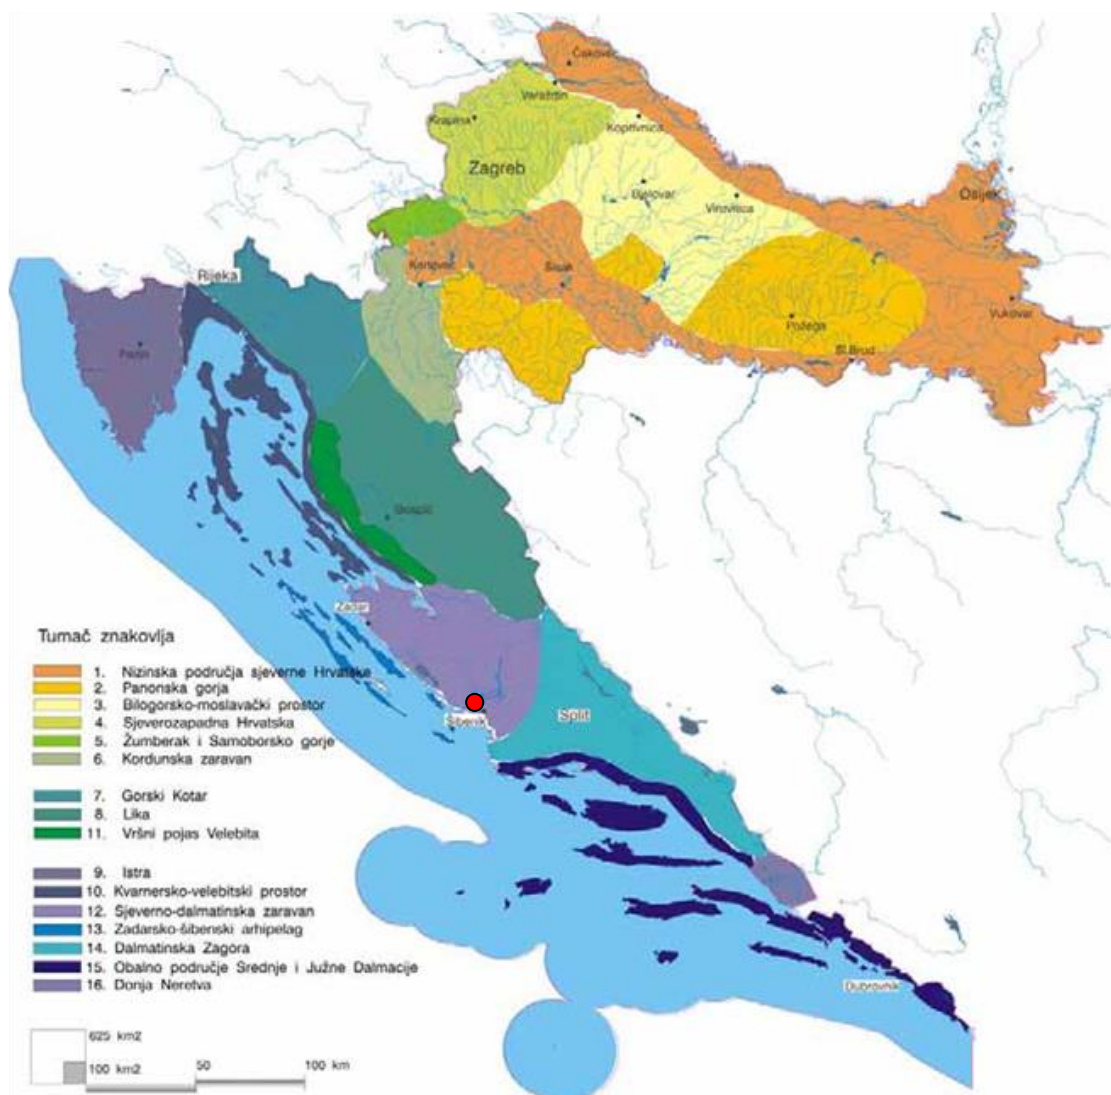 Čakovec
Varaždin
Krapina
Koprivnica
Zagreb
Bjelovar
Virovitica
Osijek
Rijeka
Karlovac
Sisak
Vukovar
Požega
Sl.Brod
Pazin
Gospić
Zadar
Šibenik
Split
Dubrovnik
Tumač znakovlja
1. Nizinska područja sjeverne Hrvatske
2. Panonska gorja
3. Bilogorsko-moslavački prostor
4. Sjeverozapadna Hrvatska
5. Žumberak i Samoborsko gorje
6. Kordunska zaravan
7. Gorski Kotar
8. Lika
11. Vršni pojas Velebita
9. Istra
10. Kvarnersko-velebitski prostor
12. Sjeverno-dalmatinska zaravan
13. Zadarsko-šibenski arhipelag
14. Dalmatinska Zagora
15. Obalno područje Srednje i Južne Dalmacije
16. Donja Neretva
625 km2
100 km2
50
100 km